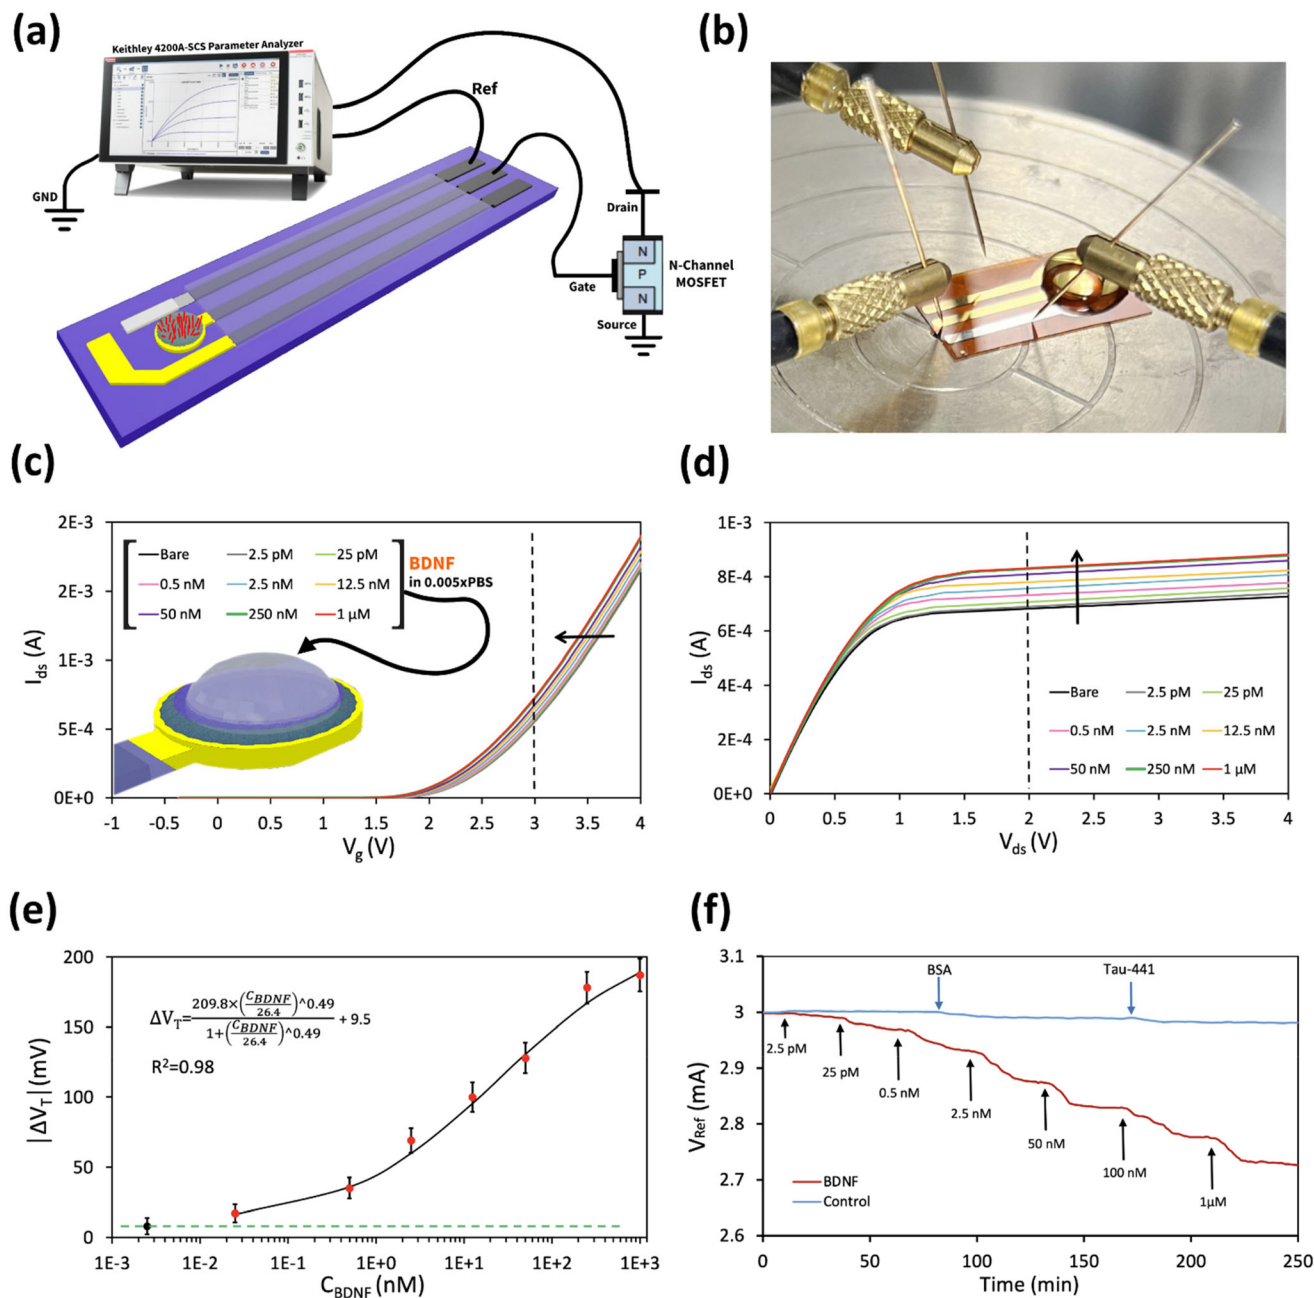 (a)
Keithley 4200A-SCS Parameter Analyzer
Ref
GND
Drain
N
P
N
N-Channel
MOSFET
Gate
Source
(b)
(c)
2E-3
2E-3
1E-3
5E-4
0E+0
I_ds (A)
Bare 2.5 pM 25 pM
0.5 nM 2.5 nM 12.5 nM
50 nM 250 nM 1 µM
BDNF
in 0.005xPBS
-1 -0.5 0 0.5 1 1.5 2 2.5 3 3.5 4
V_g (V)
(d)
1E-3
8E-4
6E-4
4E-4
2E-4
0E+0
I_ds (A)
Bare 2.5 pM 25 pM
0.5 nM 2.5 nM 12.5 nM
50 nM 250 nM 1 µM
0 0.5 1 1.5 2 2.5 3 3.5 4
V_ds (V)
(e)
200
150
100
50
0
|ΔV_T| (mV)
ΔV_T = 209.8×(C_BDNF/26.4)^0.49 / 1+(C_BDNF/26.4)^0.49 + 9.5
R²=0.98
1E-3 1E-2 1E-1 1E+0 1E+1 1E+2 1E+3
C_BDNF (nM)
(f)
3.1
3
2.9
2.8
2.7
2.6
V_Ref (mA)
BSA
Tau-441
2.5 pM
25 pM
0.5 nM
2.5 nM
50 nM
100 nM
1µM
BDNF
Control
0 50 100 150 200 250
Time (min)